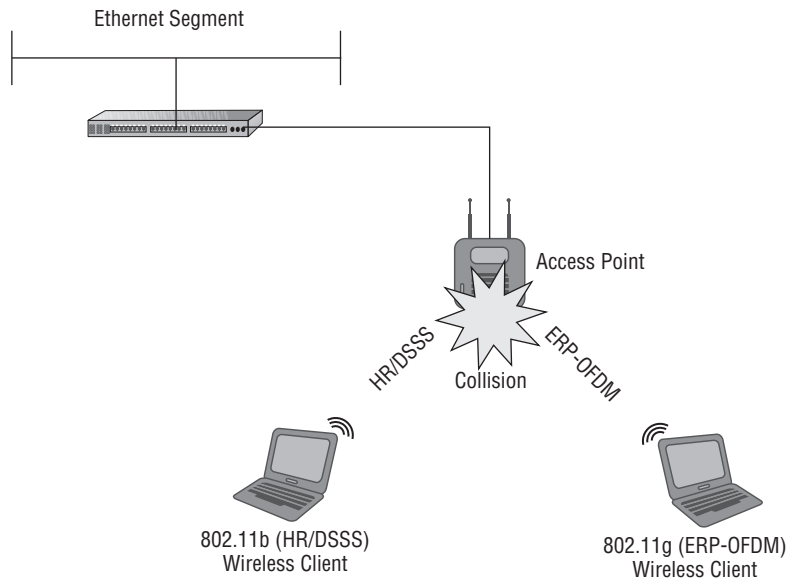 Ethernet Segment
Access Point
HR/DSSS
ERP-OFDM
Collision
802.11b (HR/DSSS)
Wireless Client
802.11g (ERP-OFDM)
Wireless Client